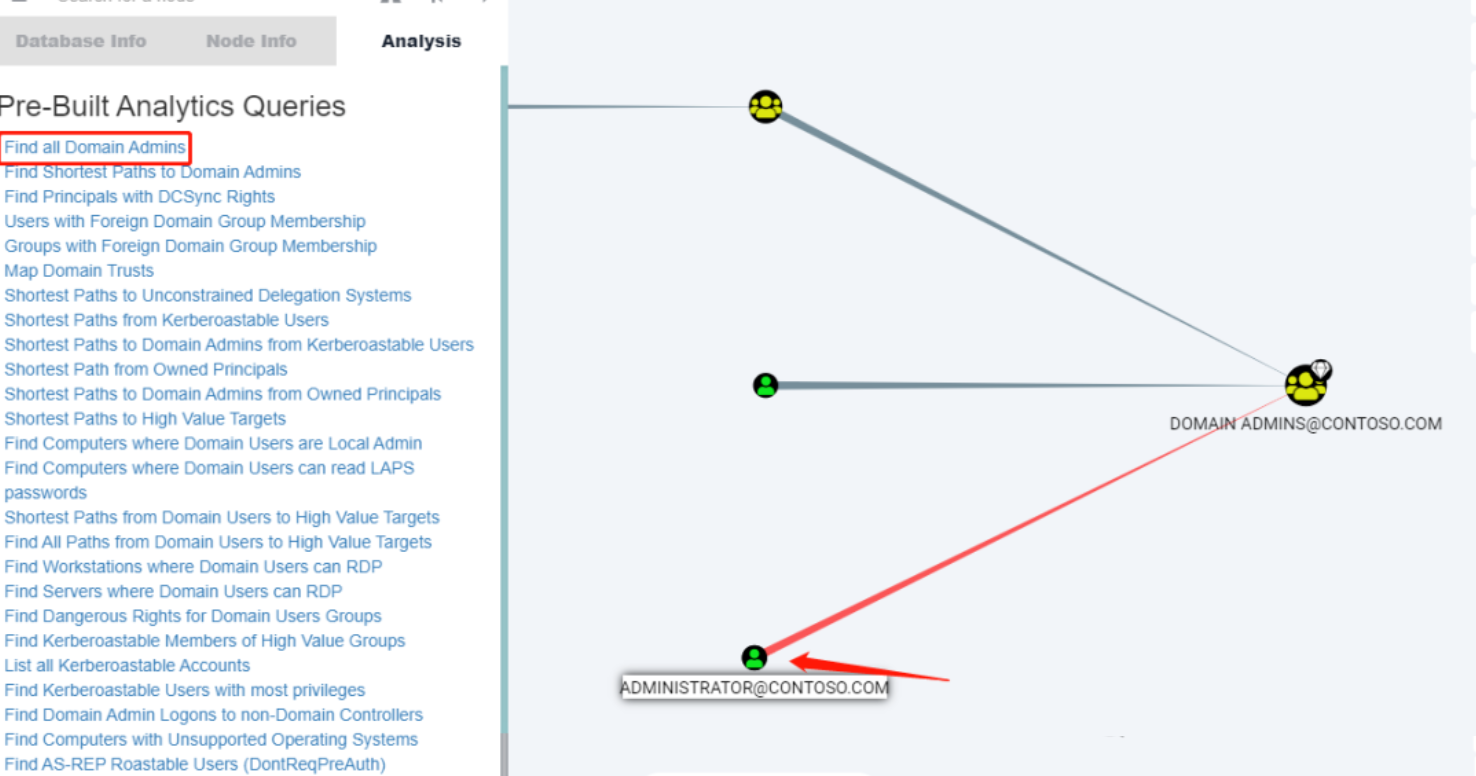 Database Info
Node Info
Analysis
Pre-Built Analytics Queries
Find all Domain Admins
Find Shortest Paths to Domain Admins
Find Principals with DCSync Rights
Users with Foreign Domain Group Membership
Groups with Foreign Domain Group Membership
Map Domain Trusts
Shortest Paths to Unconstrained Delegation Systems
Shortest Paths from Kerberoastable Users
Shortest Paths to Domain Admins from Kerberoastable Users
Shortest Path from Owned Principals
Shortest Paths to Domain Admins from Owned Principals
Shortest Paths to High Value Targets
Find Computers where Domain Users are Local Admin
Find Computers where Domain Users can read LAPS
passwords
Shortest Paths from Domain Users to High Value Targets
Find All Paths from Domain Users to High Value Targets
Find Workstations where Domain Users can RDP
Find Servers where Domain Users can RDP
Find Dangerous Rights for Domain Users Groups
Find Kerberoastable Members of High Value Groups
List all Kerberoastable Accounts
Find Kerberoastable Users with most privileges
Find Domain Admin Logons to non-Domain Controllers
Find Computers with Unsupported Operating Systems
Find AS-REP Roastable Users (DontReqPreAuth)
DOMAIN ADMINS@CONTOSO.COM
ADMINISTRATOR@CONTOSO.COM